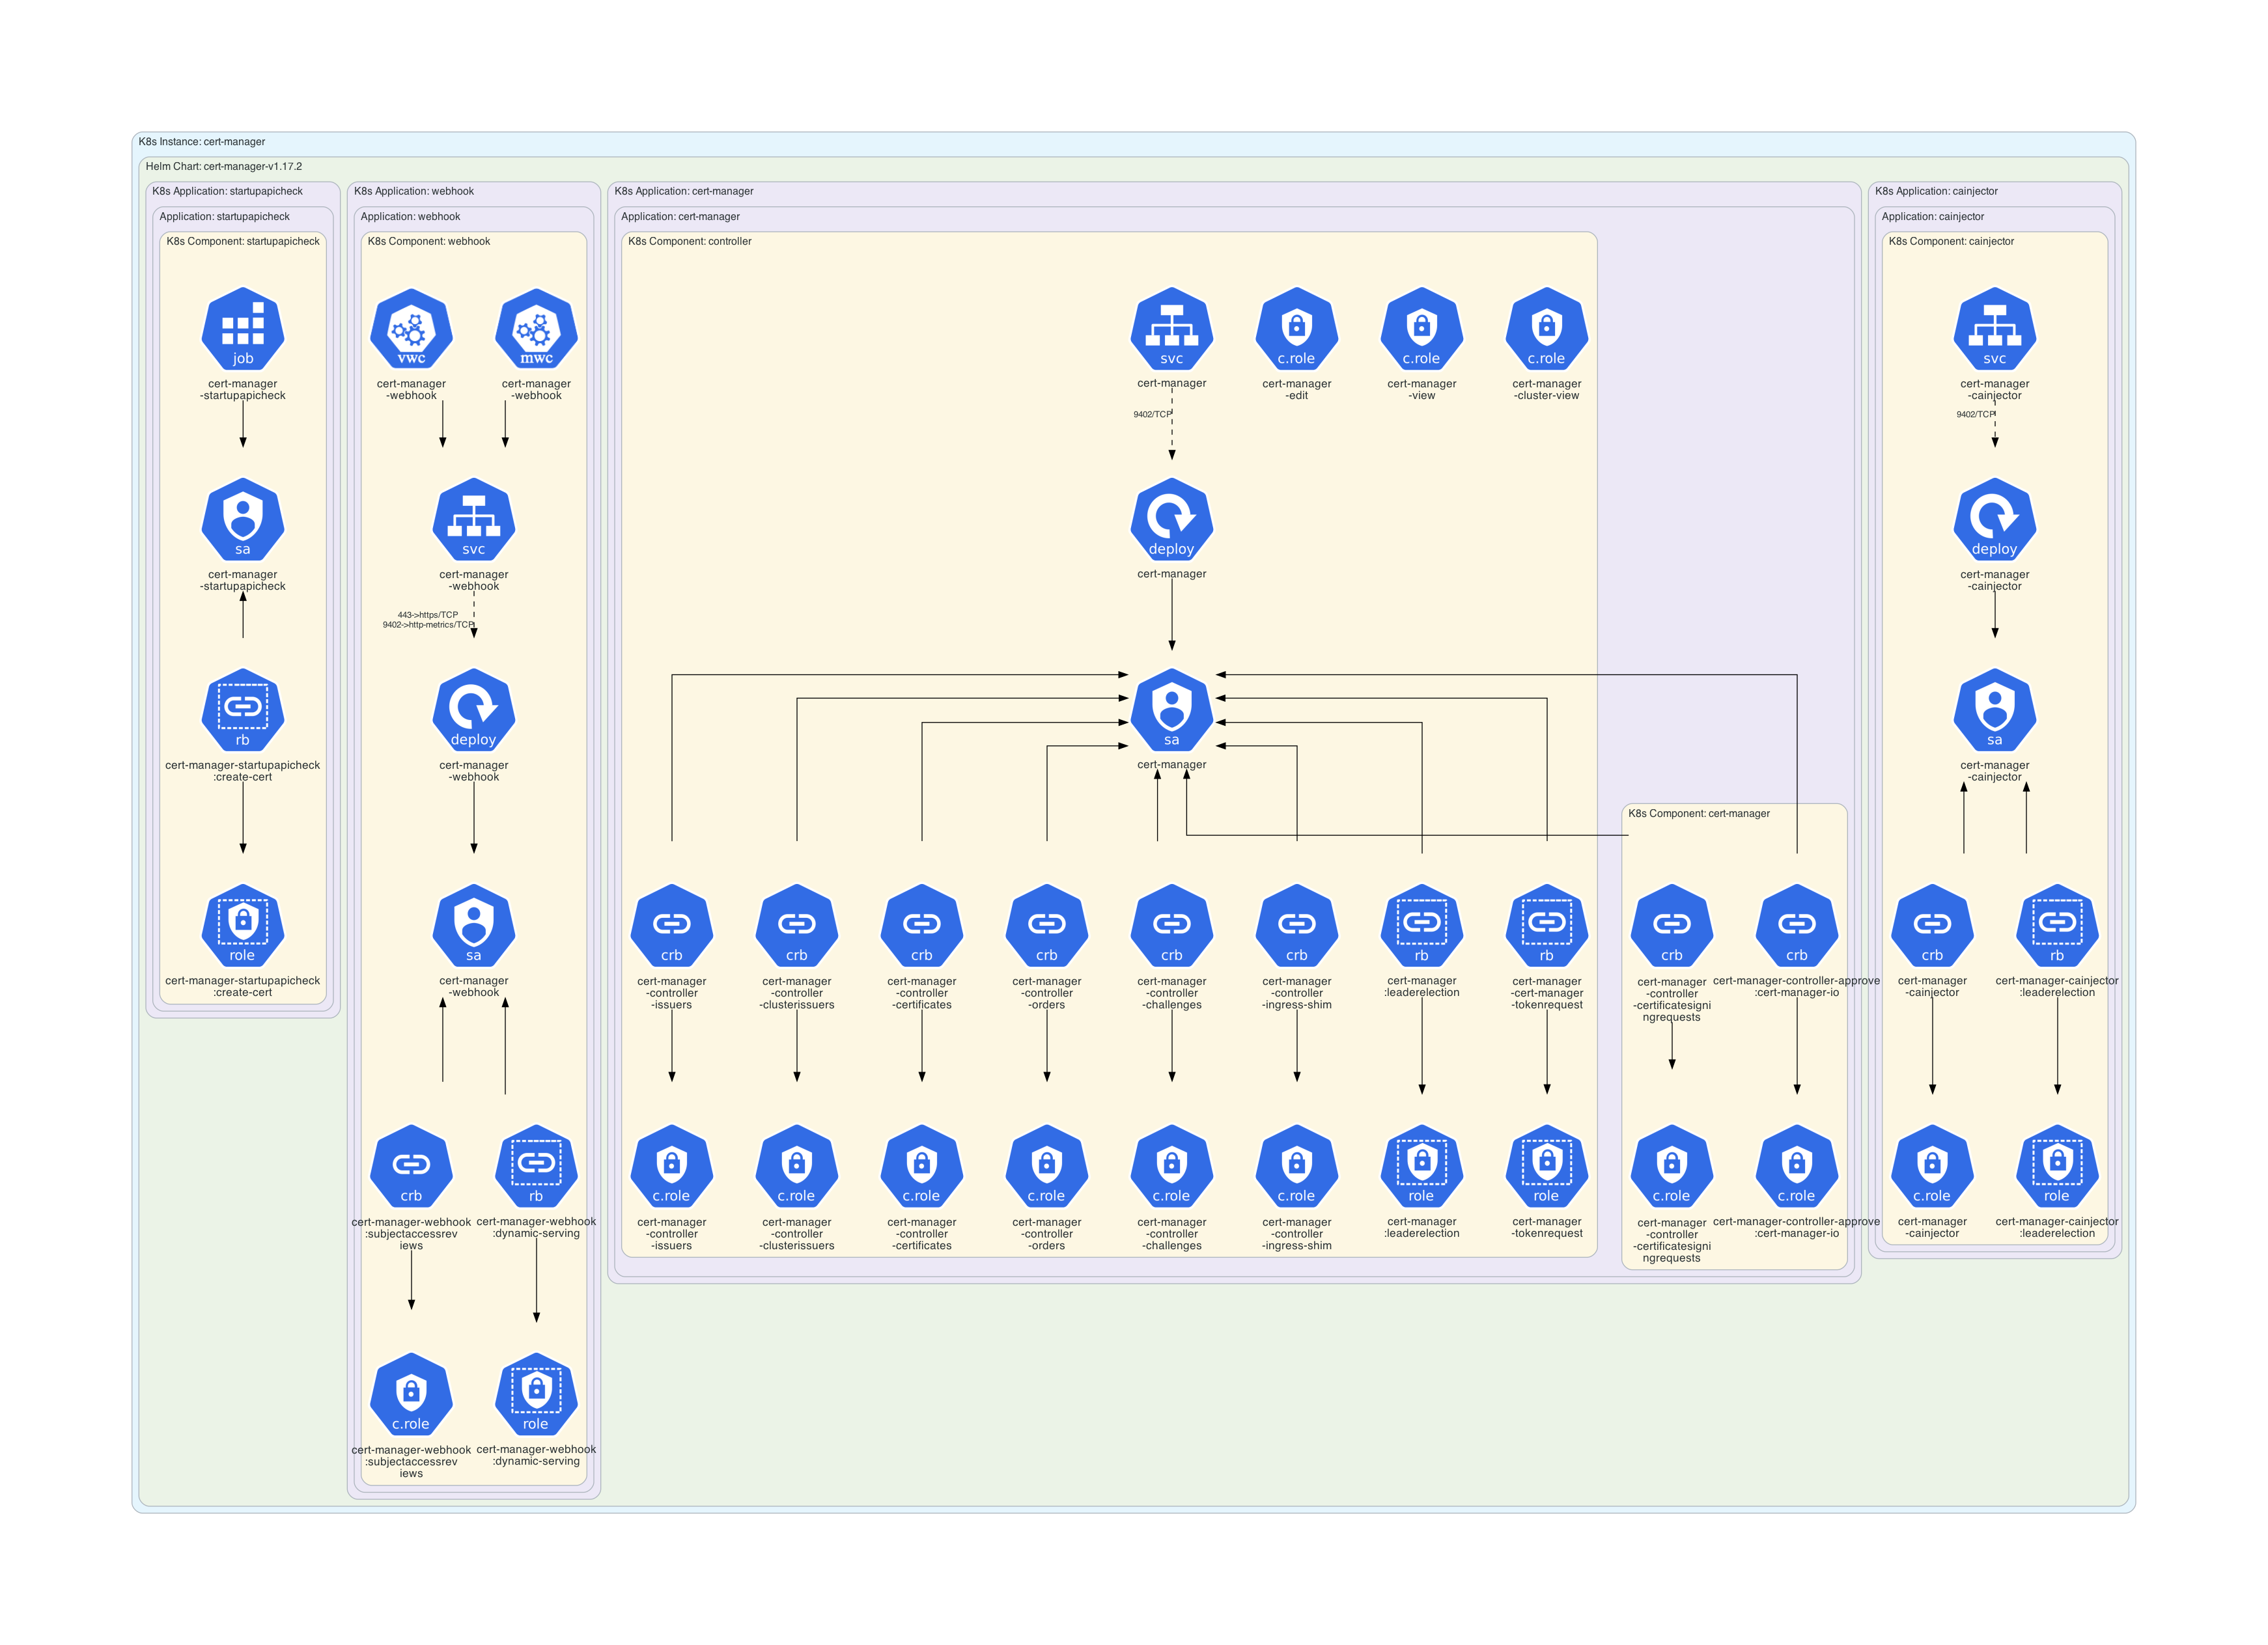 K8s Instance: cert-manager
Helm Chart: cert-manager-v1.17.2
K8s Application: startupapicheck
Application: startupapicheck
K8s Component: startupapicheck
job
cert-manager
-startupapicheck
sa
cert-manager
-startupapicheck
rb
cert-manager-startupapicheck
:create-cert
role
cert-manager-startupapicheck
:create-cert
K8s Application: webhook
Application: webhook
K8s Component: webhook
vwc
cert-manager
-webhook
mwc
cert-manager
-webhook
svc
cert-manager
-webhook
443->https/TCP
9402->http-metrics/TCP
deploy
cert-manager
-webhook
sa
cert-manager
-webhook
crb
cert-manager-webhook
:subjectaccessrev
iews
rb
cert-manager-webhook
:dynamic-serving
c.role
cert-manager-webhook
:subjectaccessrev
iews
role
cert-manager-webhook
:dynamic-serving
K8s Application: cert-manager
Application: cert-manager
K8s Component: controller
svc
cert-manager
9402/TCP
c.role
cert-manager
-edit
c.role
cert-manager
-view
c.role
cert-manager
-cluster-view
deploy
cert-manager
sa
cert-manager
crb
cert-manager
-controller
-issuers
crb
cert-manager
-controller
-clusterissuers
crb
cert-manager
-controller
-certificates
crb
cert-manager
-controller
-orders
crb
cert-manager
-controller
-challenges
crb
cert-manager
-controller
-ingress-shim
rb
cert-manager
:leaderelection
rb
cert-manager
-cert-manager
-tokenrequest
c.role
cert-manager
-controller
-issuers
c.role
cert-manager
-controller
-clusterissuers
c.role
cert-manager
-controller
-certificates
c.role
cert-manager
-controller
-orders
c.role
cert-manager
-controller
-challenges
c.role
cert-manager
-controller
-ingress-shim
role
cert-manager
:leaderelection
role
cert-manager
-tokenrequest
K8s Component: cert-manager
crb
cert-manager
-controller
-certificatesigni
ngrequests
crb
cert-manager-controller-approve
:cert-manager-io
c.role
cert-manager
-controller
-certificatesigni
ngrequests
c.role
cert-manager-controller-approve
:cert-manager-io
K8s Application: cainjector
Application: cainjector
K8s Component: cainjector
svc
cert-manager
-cainjector
9402/TCP
deploy
cert-manager
-cainjector
sa
cert-manager
-cainjector
crb
cert-manager
-cainjector
rb
cert-manager-cainjector
:leaderelection
c.role
cert-manager
-cainjector
role
cert-manager-cainjector
:leaderelection